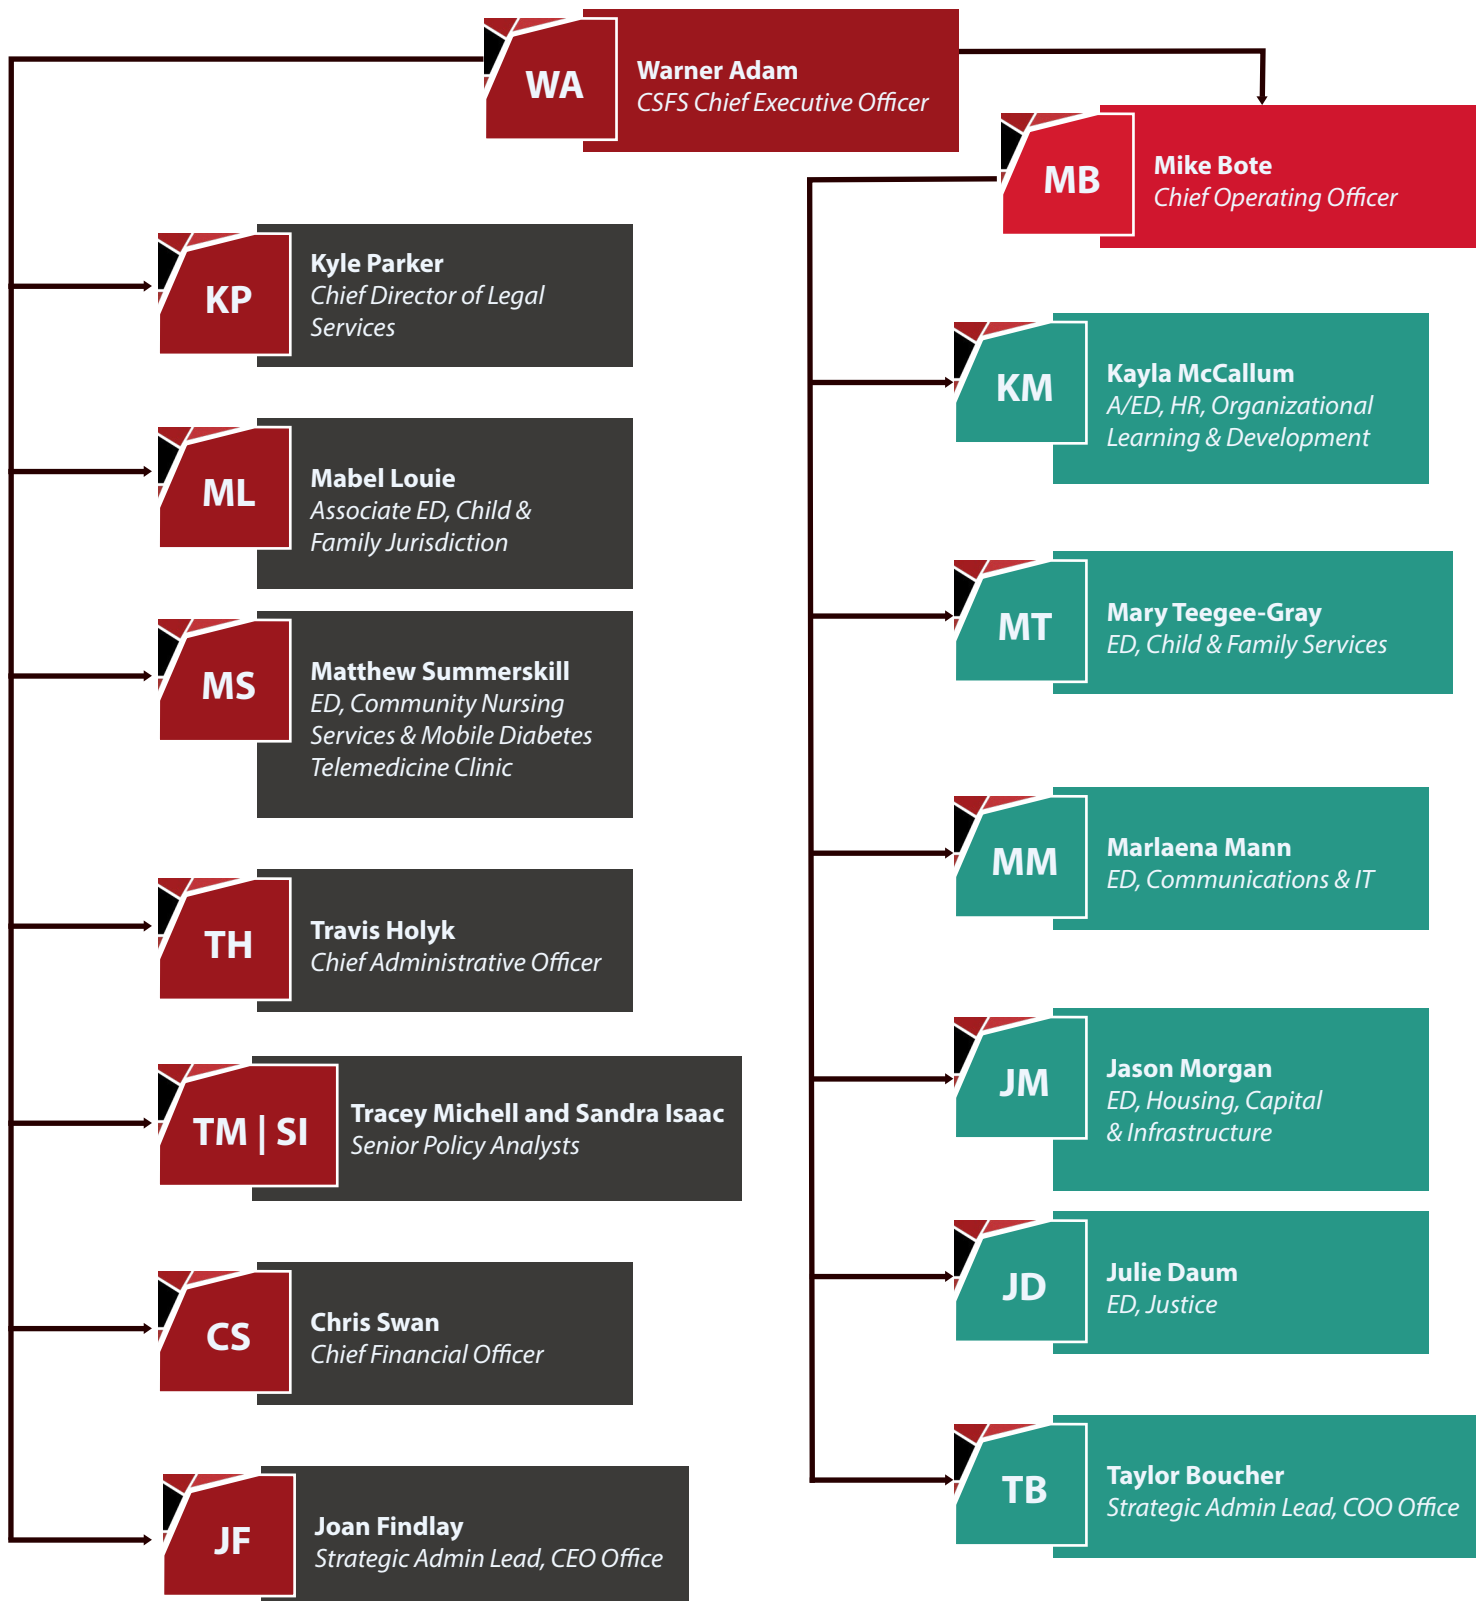 WA
Warner Adam
CSFS Chief Executive Officer
MB
Mike Bote
Chief Operating Officer
KP
Kyle Parker
Chief Director of Legal
Services
ML
Mabel Louie
Associate ED, Child &
Family Jurisdiction
MS
Matthew Summerskill
ED, Community Nursing
Services & Mobile Diabetes
Telemedicine Clinic
TH
Travis Holyk
Chief Administrative Officer
TM | SI
Tracey Michell and Sandra Isaac
Senior Policy Analysts
CS
Chris Swan
Chief Financial Officer
JF
Joan Findlay
Strategic Admin Lead, CEO Office
KM
Kayla McCallum
A/ED, HR, Organizational
Learning & Development
MT
Mary Teegee-Gray
ED, Child & Family Services
MM
Marlaena Mann
ED, Communications & IT
JM
Jason Morgan
ED, Housing, Capital
& Infrastructure
JD
Julie Daum
ED, Justice
TB
Taylor Boucher
Strategic Admin Lead, COO Office